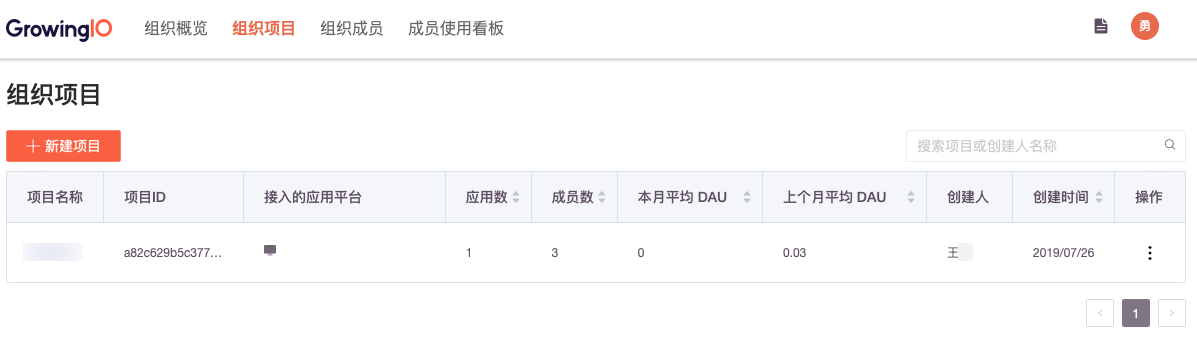 GrowingIO 组织概览 组织项目 组织成员 成员使用看板 勇
组织项目
+ 新建项目 搜索项目或创建人名称
项目名称 项目ID 接入的应用平台 应用数 成员数 本月平均 DAU 上个月平均 DAU 创建人 创建时间 操作
a82c629b5c377... 1 3 0 0.03 王 2019/07/26
< 1 >